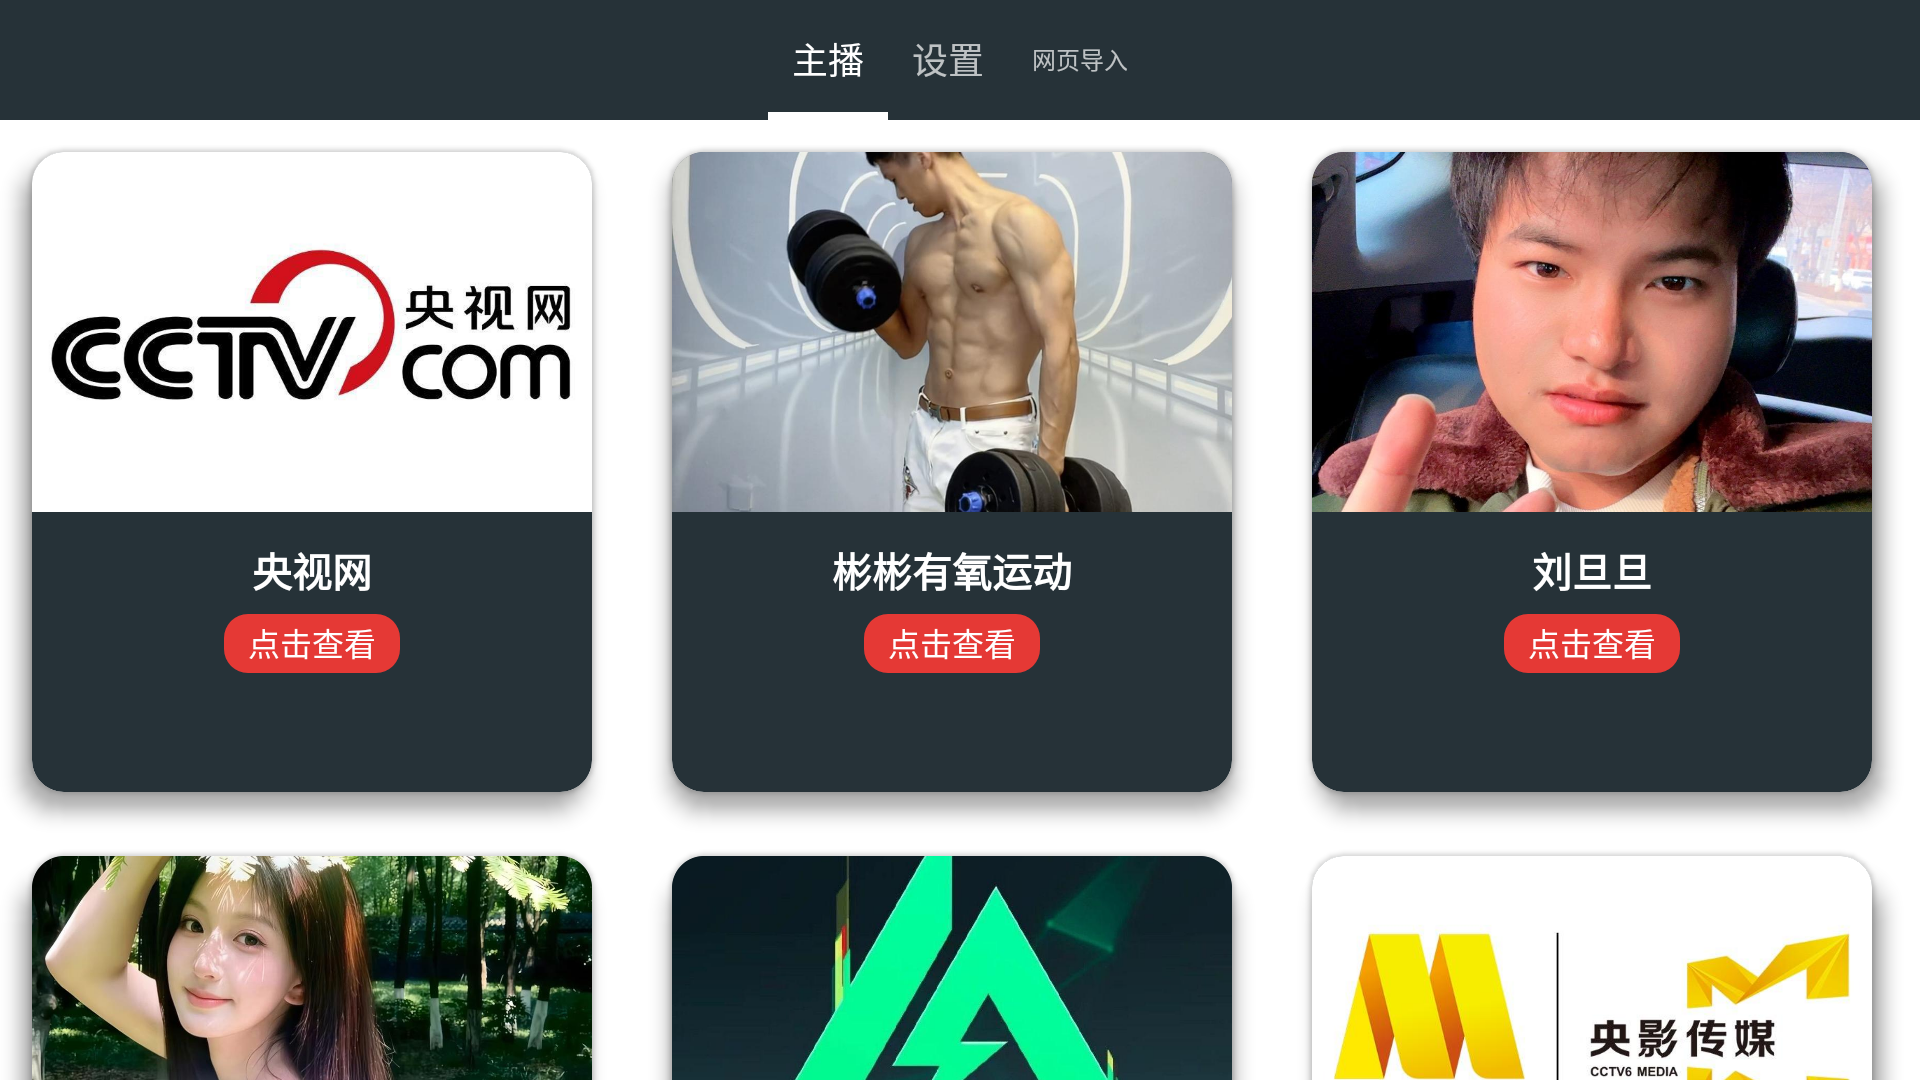 主播
设置
网页导入
CCTV
央视网
com
央视网
点击查看
彬彬有氧运动
点击查看
刘旦旦
点击查看
央影传媒
CCTV6 MEDIA